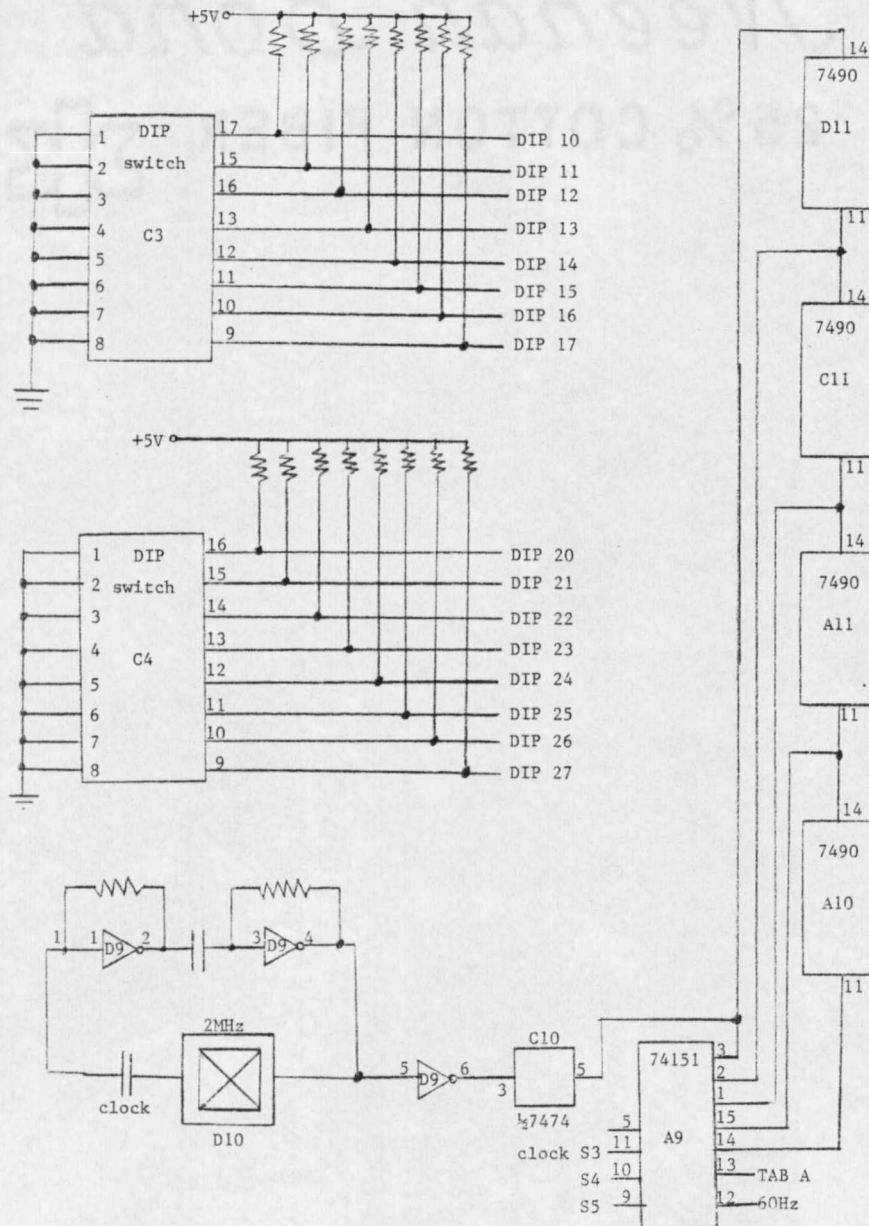 +5V
1 DIP 17 DIP 10
2 switch 15 DIP 11
3 16 DIP 12
4 C3 13 DIP 13
5 12 DIP 14
6 11 DIP 15
7 10 DIP 16
8 9 DIP 17
+5V
1 DIP 16 DIP 20
2 switch 15 DIP 21
3 14 DIP 22
4 C4 13 DIP 23
5 12 DIP 24
6 11 DIP 25
7 10 DIP 26
8 9 DIP 27
14
7490
D11
11
14
7490
C11
11
14
7490
A11
11
14
7490
A10
11
1 1 D9 2 3 D9 4
2MHz
clock
D10
5 D9 6
C10
3 5
½7474
74151
A9
3
2
1
15
14
13 TAB A
12 60Hz
5
clock S3 11
S4 10
S5 9
25% COTTON FIBER